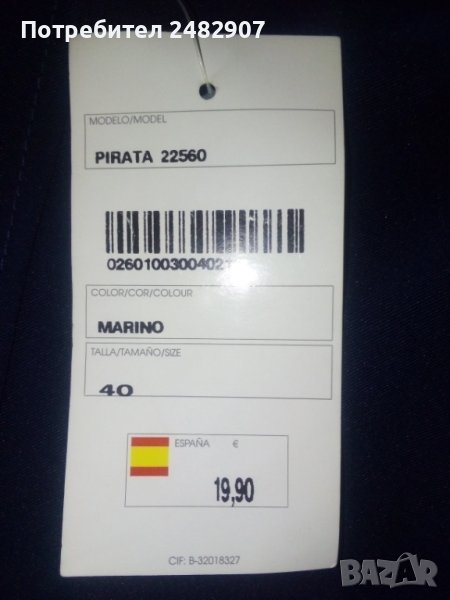 Потребител 2482907
MODELO/MODEL
PIRATA 22560
COLOR/COR/COLOUR
MARINO
TALLA/TAMAÑO/SIZE
40
ESPAÑA €
19,90
CIF: B-32018327
BAZAR